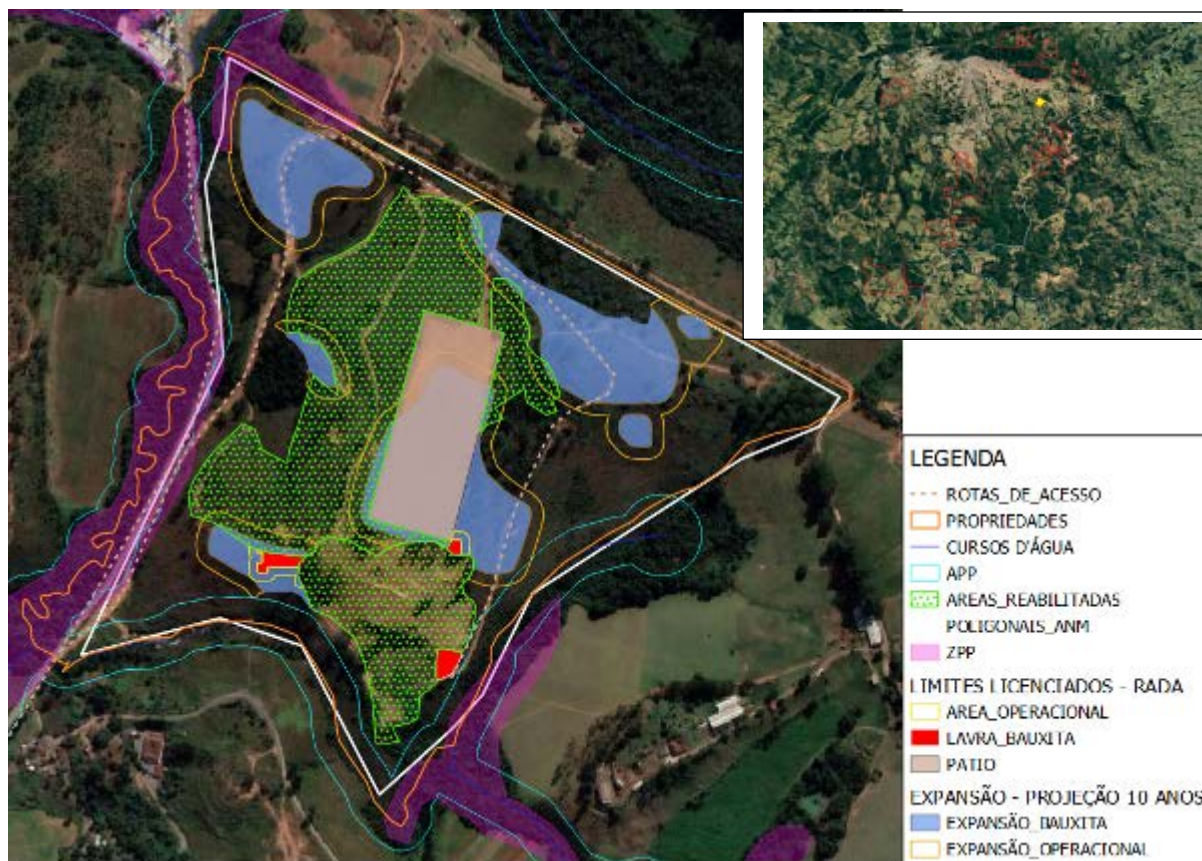 LEGENDA
ROTAS_DE_ACESSO
PROPRIEDADES
CURSOS D'ÁGUA
APP
AREAS_REABILITADAS
POLIGONAIS_ANM
ZPP
LIMITES LICENCIADOS - RADA
AREA_OPERACIONAL
LAVRA_BAUXITA
PATIO
EXPANSÃO - PROJEÇÃO 10 ANOS
EXPANSÃO_BAUXITA
EXPANSÃO_OPERACIONAL